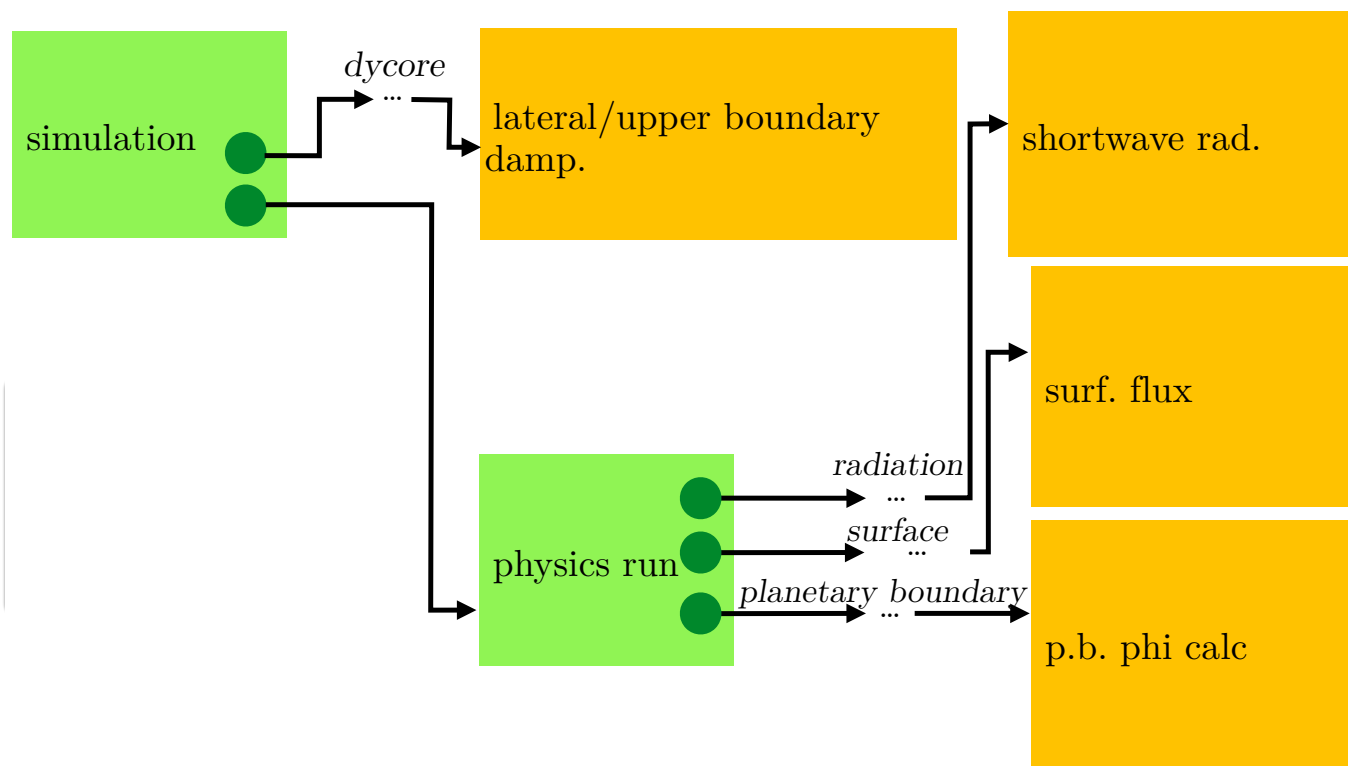 dycore
...
simulation
lateral/upper boundary
damp.
shortwave rad.
surf. flux
radiation
...
surface
...
physics run
planetary boundary
...
p.b. phi calc